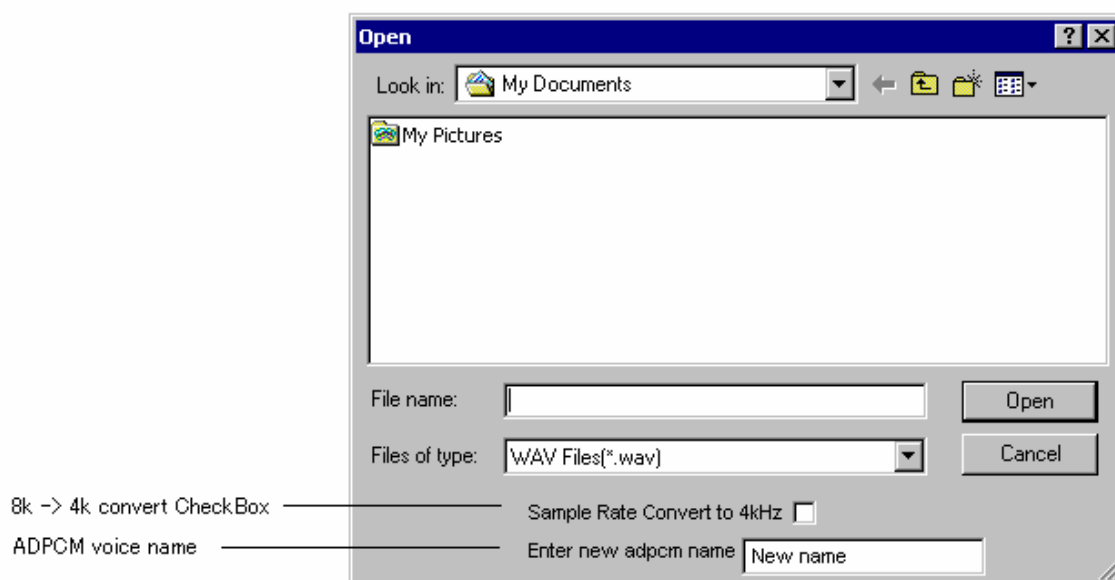 Open
Look in: My Documents
My Pictures
File name:
Open
Files of type: WAV Files(*.wav)
Cancel
8k -> 4k convert CheckBox
Sample Rate Convert to 4kHz
ADPCM voice name
Enter new adpcm name New name